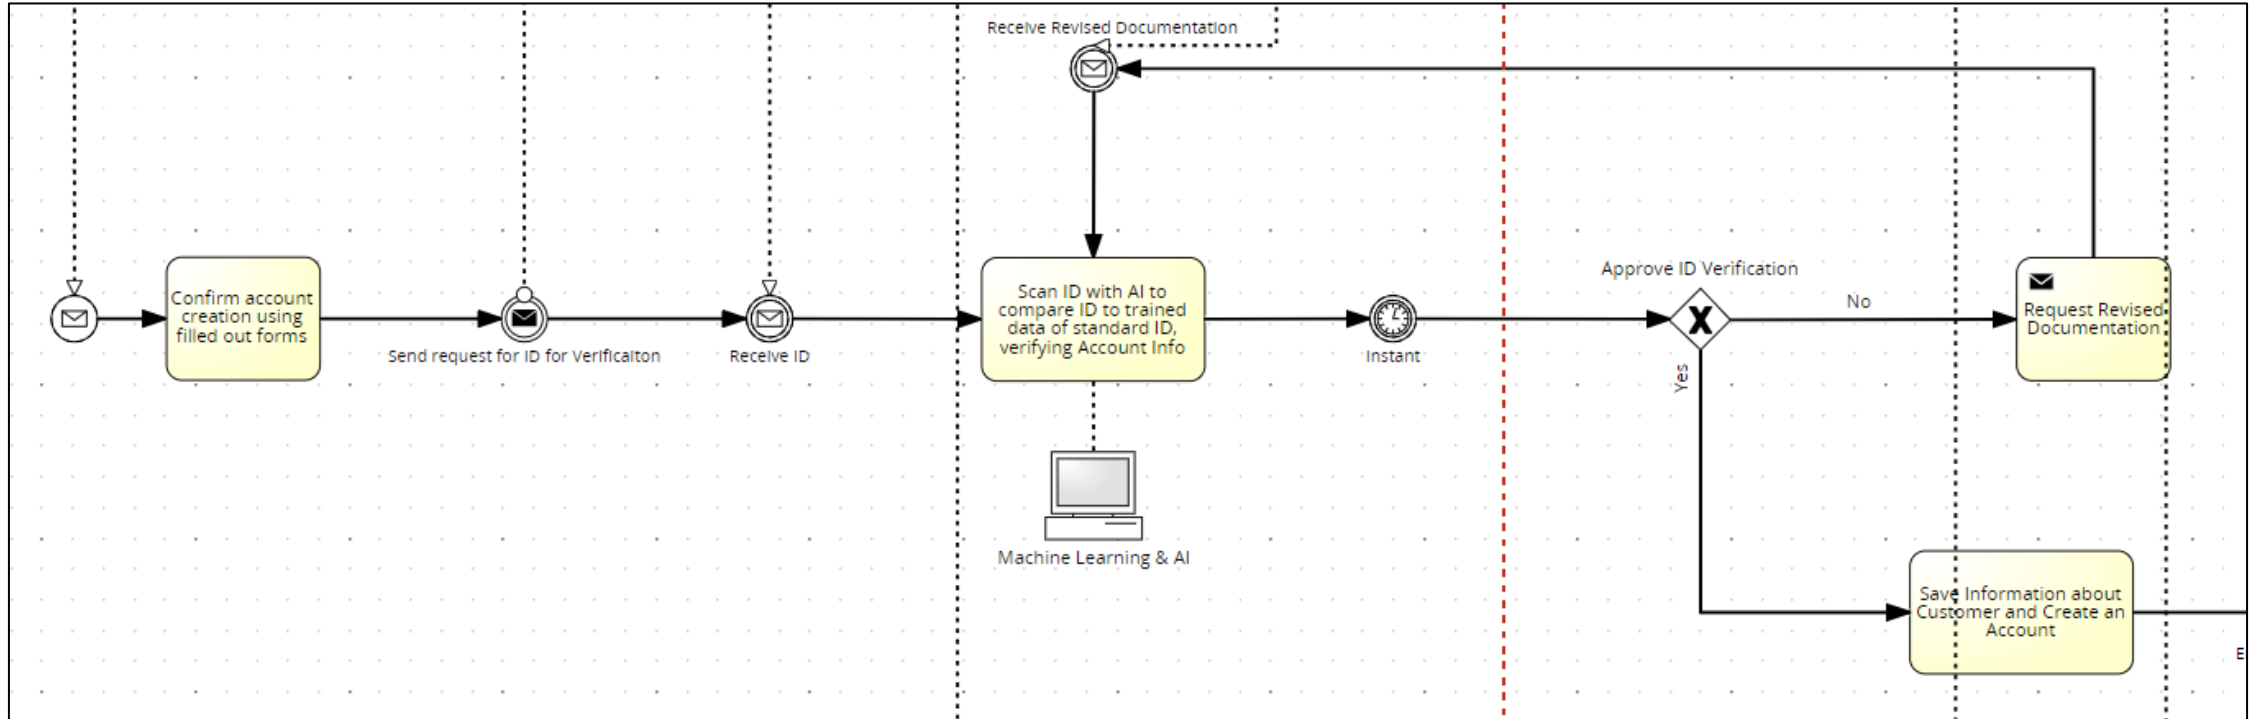 Receive Revised Documentation
Confirm account
creation using
filled out forms
Send request for ID for Verificaiton
Receive ID
Scan ID with AI to
compare ID to trained
data of standard ID,
verifying Account Info
Instant
Approve ID Verification
X
No
Yes
Request Revised
Documentation
Machine Learning & AI
Save Information about
Customer and Create an
Account
E